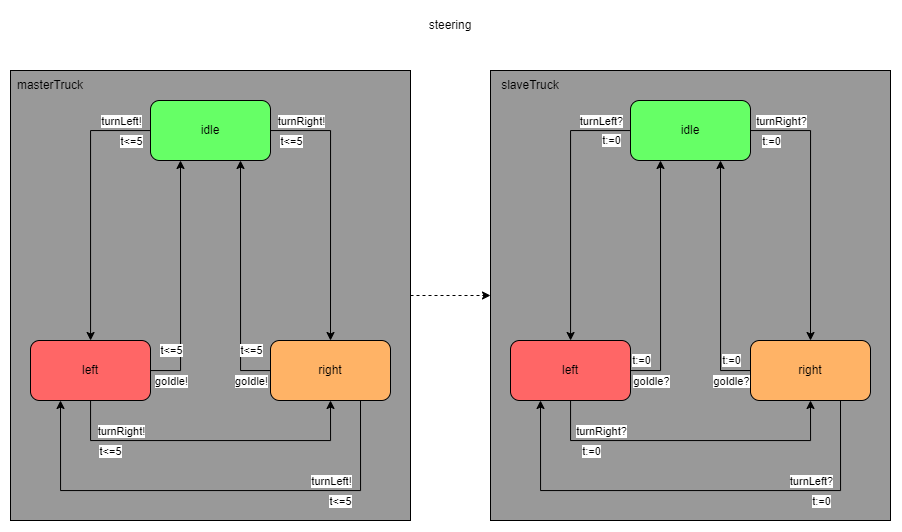 steering
masterTruck
idle
turnLeft!
t<=5
turnRight!
t<=5
t<=5
goIdle!
t<=5
goIdle!
left
right
turnRight!
t<=5
turnLeft!
t<=5
slaveTruck
idle
turnLeft?
t:=0
turnRight?
t:=0
t:=0
goIdle?
t:=0
goIdle?
left
right
turnRight?
t:=0
turnLeft?
t:=0